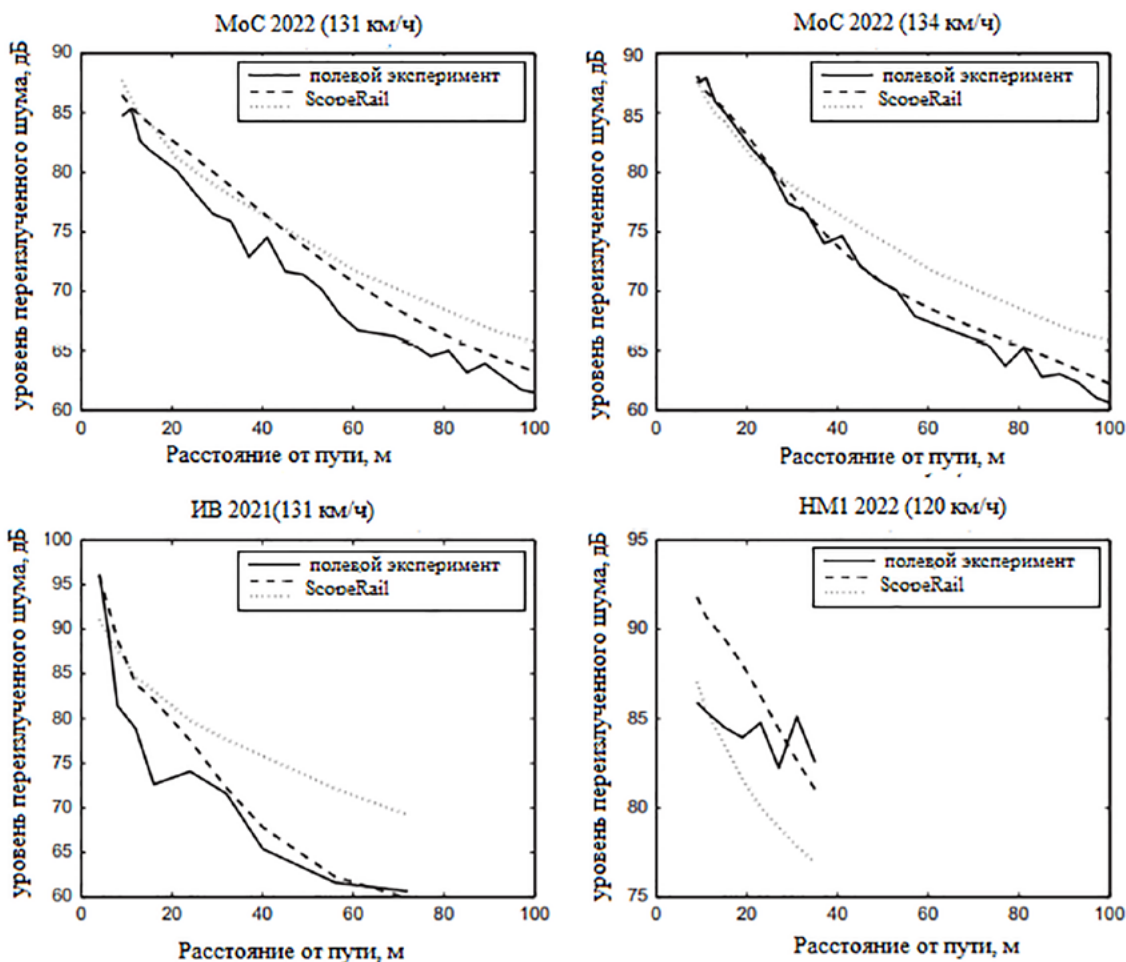 МоС 2022 (131 км/ч)
уровень переизлученного шума, дБ
90
85
80
75
70
65
60
полевой эксперимент
ScopeRail
0
20
40
60
80
100
Расстояние от пути, м
МоС 2022 (134 км/ч)
уровень переизлученного шума, дБ
90
85
80
75
70
65
60
полевой эксперимент
ScopeRail
0
20
40
60
80
100
Расстояние от пути, м
ИВ 2021(131 км/ч)
уровень переизлученного шума, дБ
100
95
90
85
80
75
70
65
60
полевой эксперимент
ScopeRail
0
20
40
60
80
100
Расстояние от пути, м
НМ1 2022 (120 км/ч)
уровень переизлученного шума, дБ
95
90
85
80
75
полевой эксперимент
ScopeRail
0
20
40
60
80
100
Расстояние от пути, м